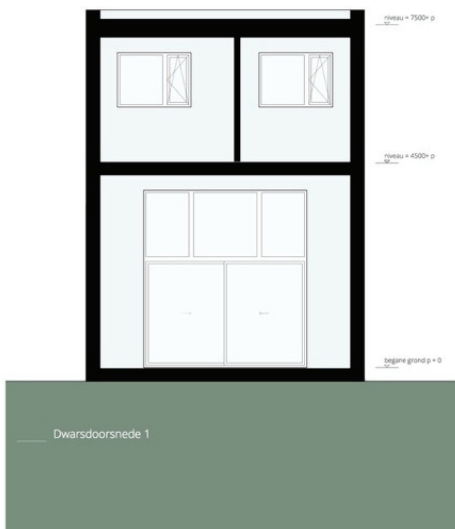 niveau = 7500+ p
niveau = 4500+ p
begane grond p = 0
Dwarsdoorsnede 1